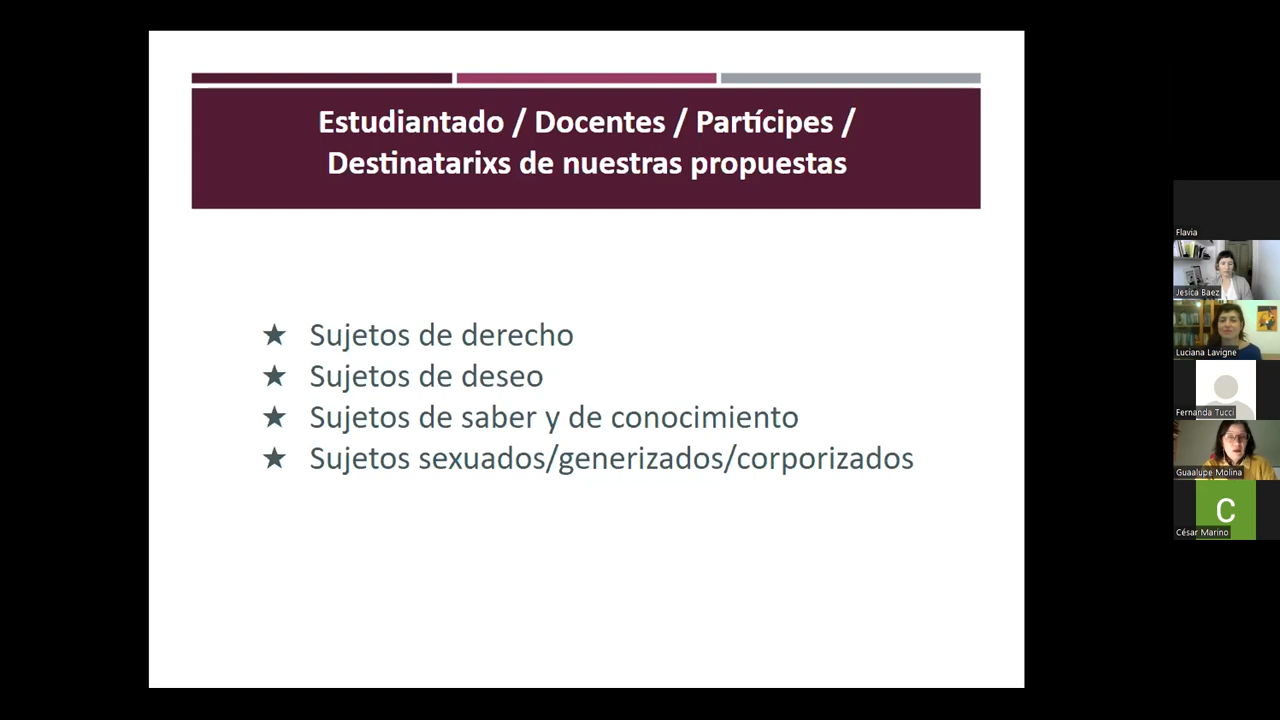 Estudiantado / Docentes / Partícipes /
Destinatarixs de nuestras propuestas
★ Sujetos de derecho
★ Sujetos de deseo
★ Sujetos de saber y de conocimiento
★ Sujetos sexuados/generizados/corporizados
Flavia
Jesica Baez
Luciana Lavigne
Fernanda Tucci
Guaalupe Molina
C
César Marino